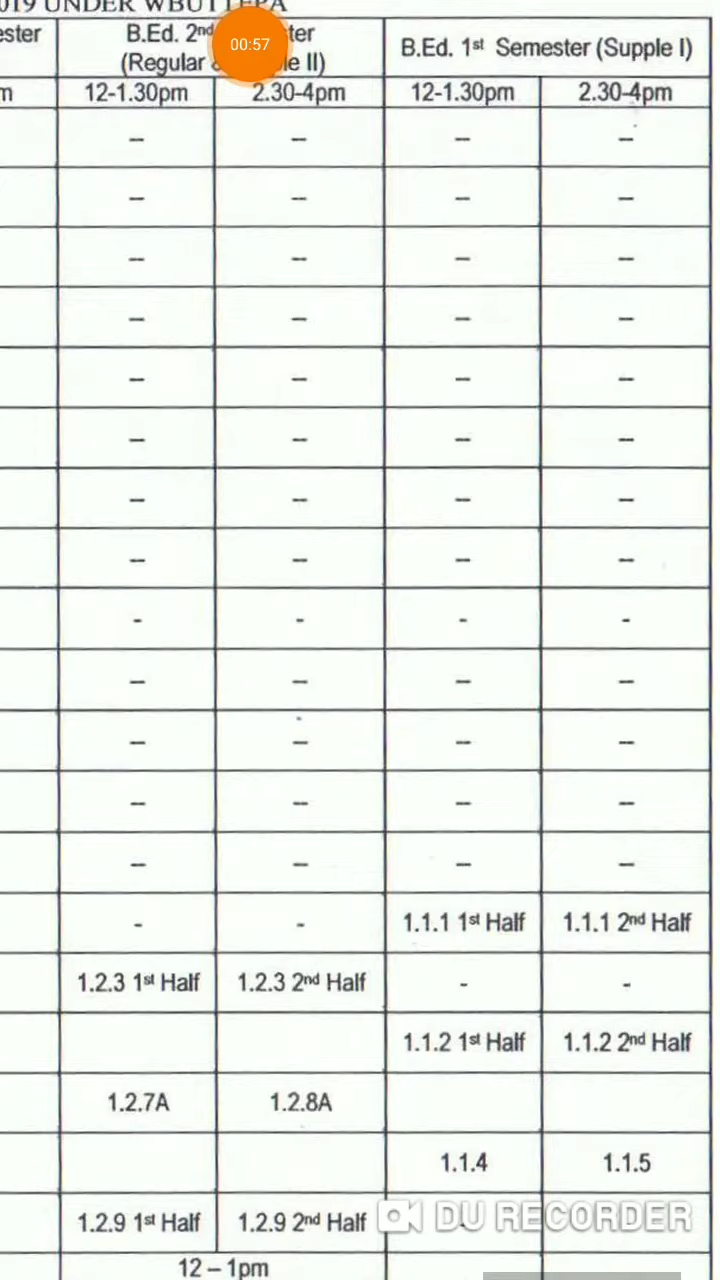 019 UNDER WBUTTEPA
ester B.Ed. 2nd ter B.Ed. 1st Semester (Supple I)
(Regular le II)
00:57
m 12-1.30pm 2.30-4pm 12-1.30pm 2.30-4pm
-- -- -- --
-- -- -- --
-- -- -- --
-- -- -- --
-- -- -- --
-- -- -- --
-- -- -- --
-- -- -- --
- - - -
-- -- -- --
-- -- -- --
-- -- -- --
-- -- -- --
- - 1.1.1 1st Half 1.1.1 2nd Half
1.2.3 1st Half 1.2.3 2nd Half - -
1.1.2 1st Half 1.1.2 2nd Half
1.2.7A 1.2.8A
1.1.4 1.1.5
1.2.9 1st Half 1.2.9 2nd Half -
DU RECORDER
12 – 1pm